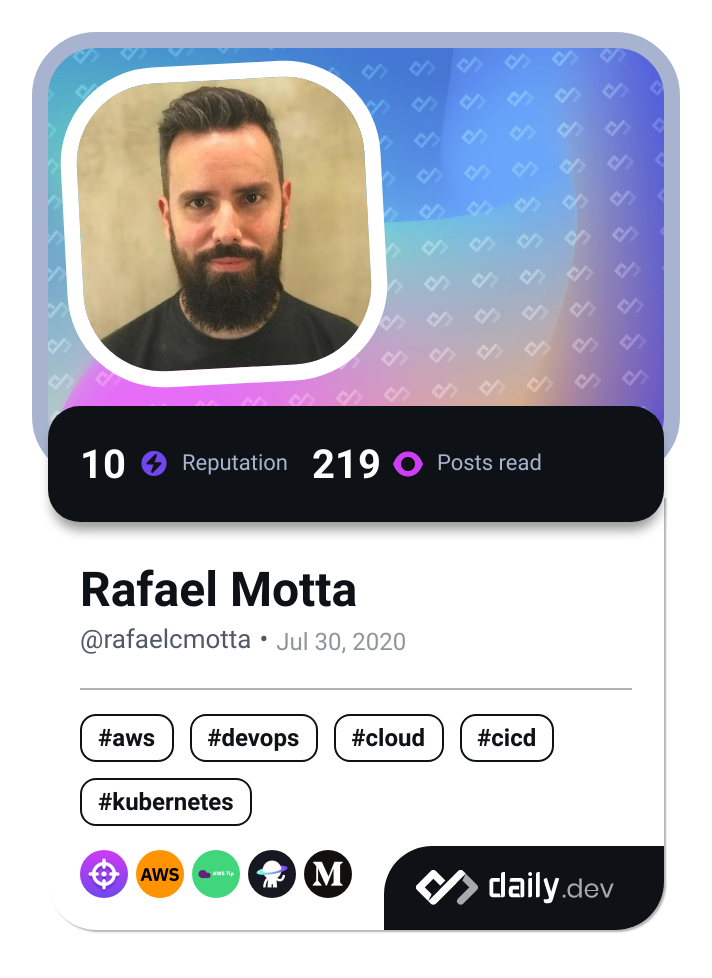 10 Reputation 219 Posts read
Rafael Motta
@rafaelcmotta • Jul 30, 2020
#aws #devops #cloud #cicd
#kubernetes
AWS AWS Tip M
daily.dev